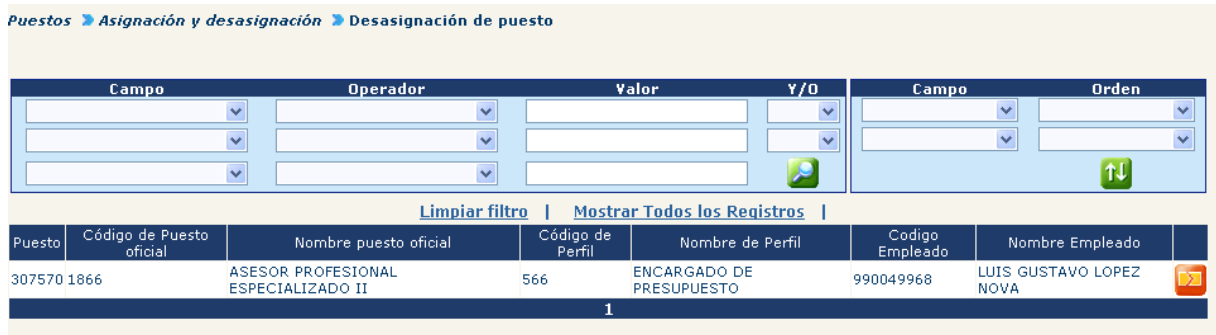 Puestos Asignación y desasignación Desasignación de puesto
Campo Operador Valor Y/O Campo Orden
Limpiar filtro | Mostrar Todos los Registros |
Puesto Código de Puesto oficial Nombre puesto oficial Código de Perfil Nombre de Perfil Codigo Empleado Nombre Empleado
307570 1866 ASESOR PROFESIONAL ESPECIALIZADO II 566 ENCARGADO DE PRESUPUESTO 990049968 LUIS GUSTAVO LOPEZ NOVA
1